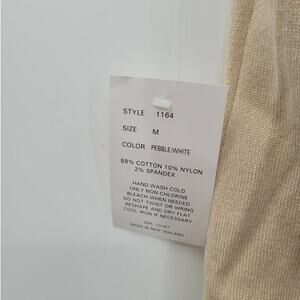 STYLE 1164
SIZE M
COLOR PEBBLE/WHITE
88% COTTON 10% NYLON
2% SPANDEX
HAND WASH COLD
ONLY NON-CHLORINE
BLEACH WHEN NEEDED
DO NOT TWIST OR WRING
RESHAPE AND DRY FLAT
COOL IRON IF NECESSARY
MADE IN NEW ZEALAND